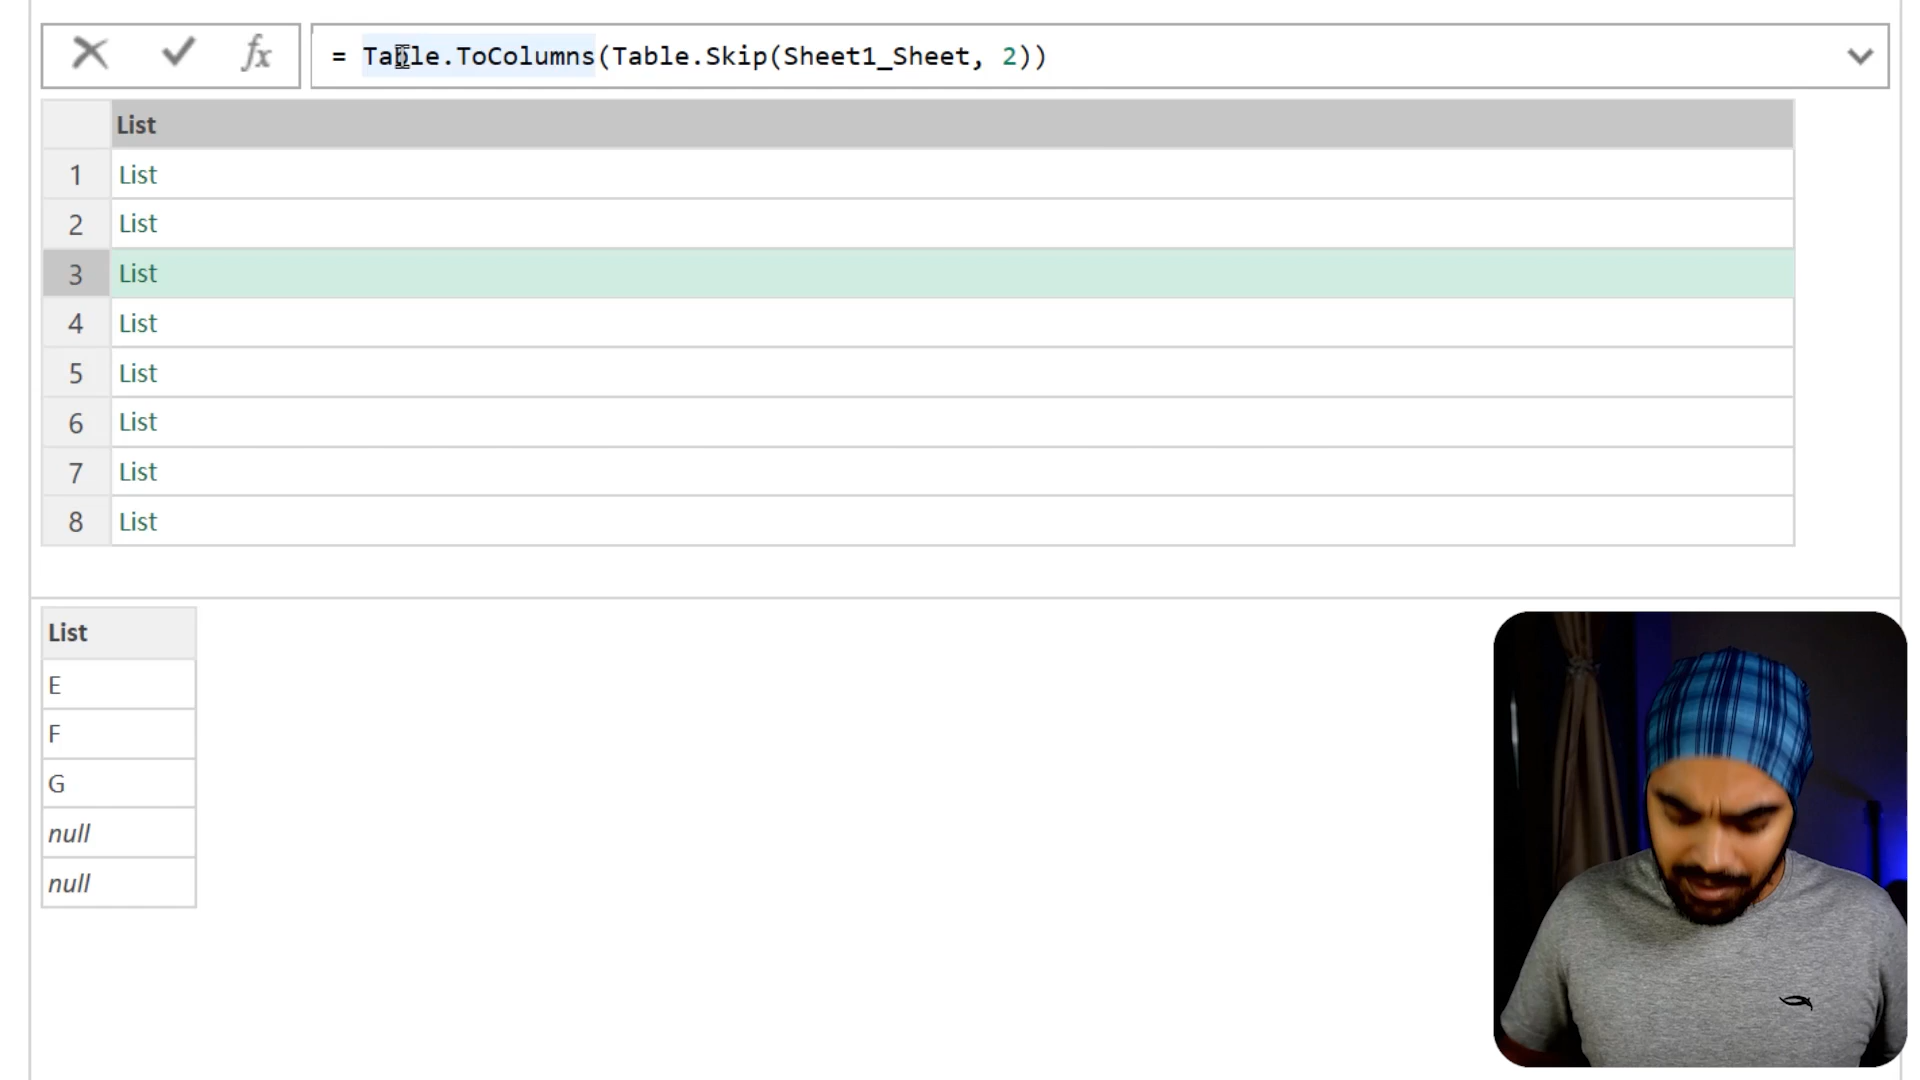 fx = Table.ToColumns(Table.Skip(Sheet1_Sheet, 2))
List
1 List
2 List
3 List
4 List
5 List
6 List
7 List
8 List
List
E
F
G
null
null